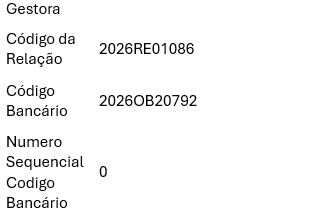 Gestora
Código da
Relação
2026RE01086
Código
Bancário
2026OB20792
Numero
Sequencial
Codigo
Bancário
0